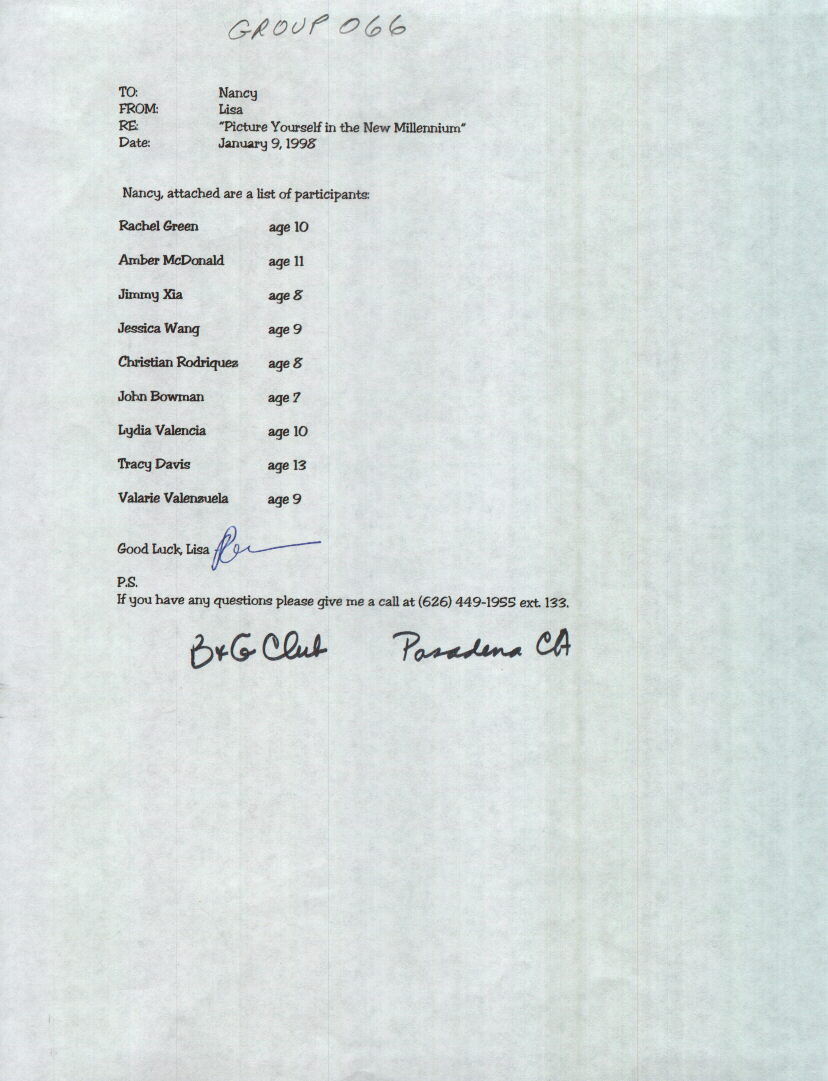 GROUP 066
TO: Nancy
FROM: Lisa
RE: "Picture Yourself in the New Millennium"
Date: January 9, 1998
Nancy, attached are a list of participants:
Rachel Green age 10
Amber McDonald age 11
Jimmy Xia age 8
Jessica Wang age 9
Christian Rodriquez age 8
John Bowman age 7
Lydia Valencia age 10
Tracy Davis age 13
Valarie Valenzuela age 9
Good Luck, Lisa
P.S.
If you have any questions please give me a call at (626) 449-1955 ext. 133.
B+G Club Pasadena CA